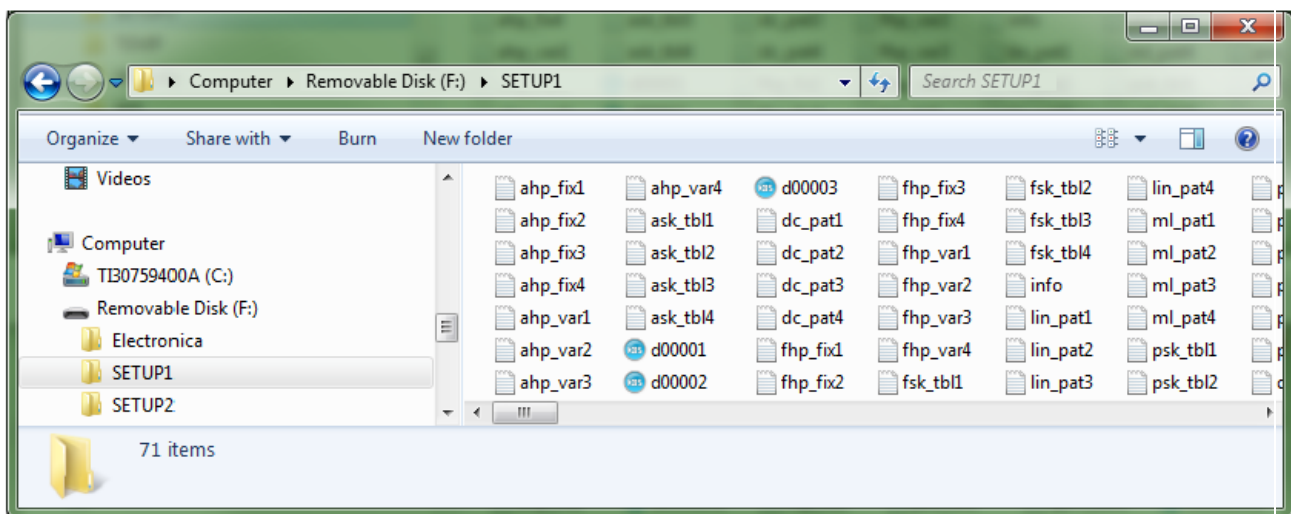 Computer Removable Disk (F:) SETUP1 Search SETUP1
Organize Share with Burn New folder
Videos
Computer
TI30759400A (C:)
Removable Disk (F:)
Electronica
SETUP1
SETUP2
ahp_fix1 ahp_var4 d00003 fhp_fix3 fsk_tbl2 lin_pat4
ahp_fix2 ask_tbl1 dc_pat1 fhp_fix4 fsk_tbl3 ml_pat1
ahp_fix3 ask_tbl2 dc_pat2 fhp_var1 fsk_tbl4 ml_pat2
ahp_fix4 ask_tbl3 dc_pat3 fhp_var2 info ml_pat3
ahp_var1 ask_tbl4 dc_pat4 fhp_var3 lin_pat1 ml_pat4
ahp_var2 d00001 fhp_fix1 fhp_var4 lin_pat2 psk_tbl1
ahp_var3 d00002 fhp_fix2 fsk_tbl1 lin_pat3 psk_tbl2
71 items